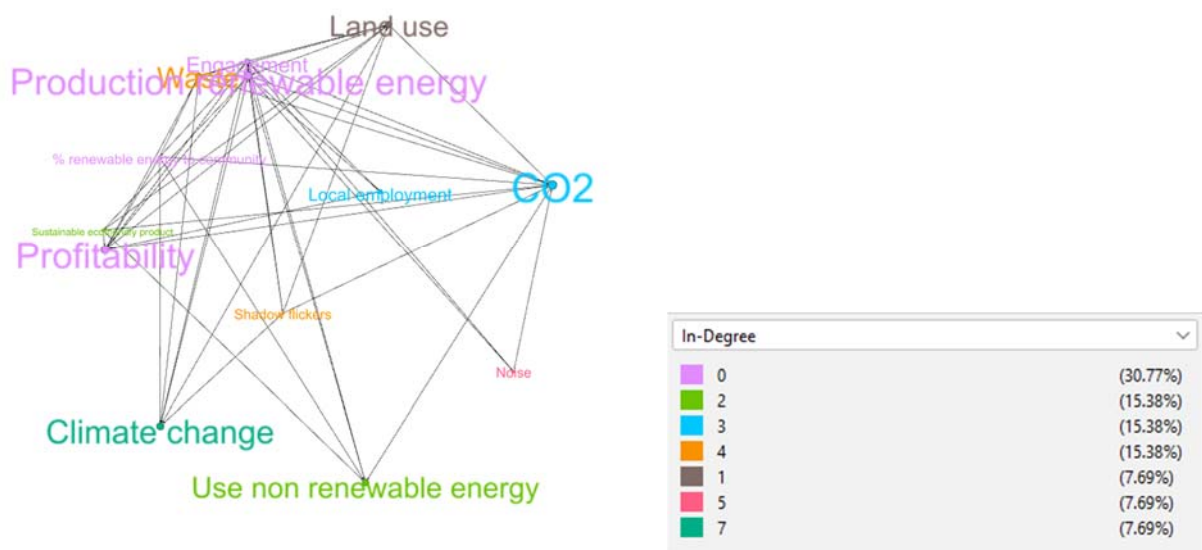 Land use
Engagement
Waste
Production renewable energy
% renewable energy to community
Local employment
CO2
Sustainable economy product
Profitability
Shadow flickers
Noise
Climate change
Use non renewable energy
In-Degree
0 (30.77%)
2 (15.38%)
3 (15.38%)
4 (15.38%)
1 (7.69%)
5 (7.69%)
7 (7.69%)